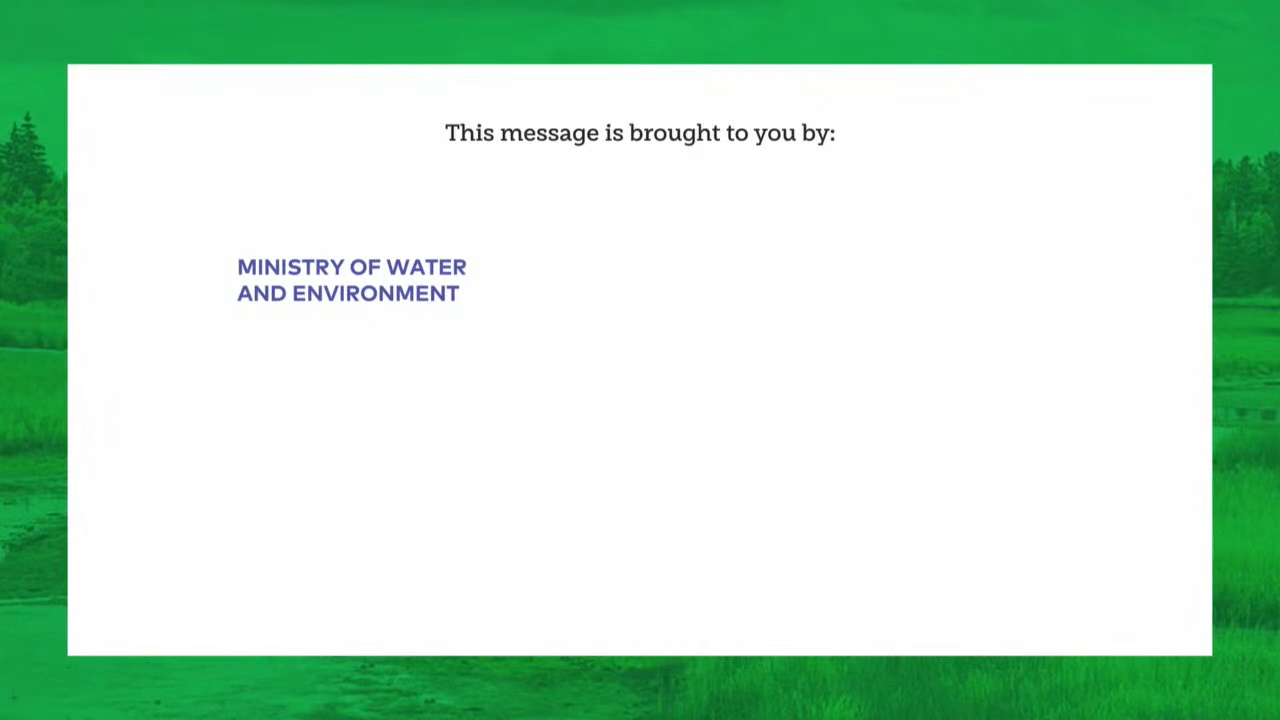 This message is brought to you by:
MINISTRY OF WATER
AND ENVIRONMENT